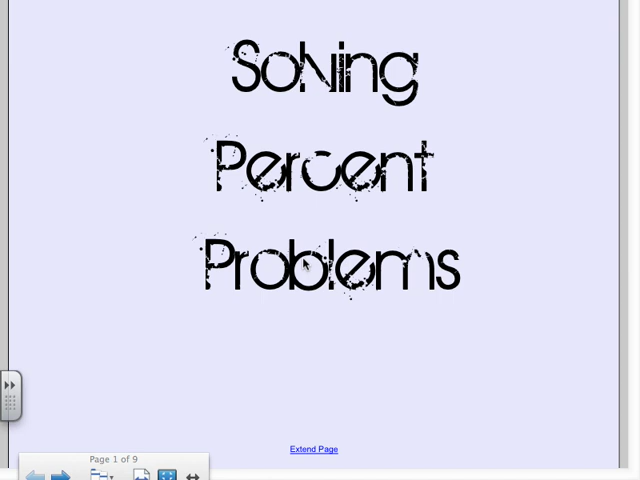 Solving
Percent
Problems
Extend Page
Page 1 of 9